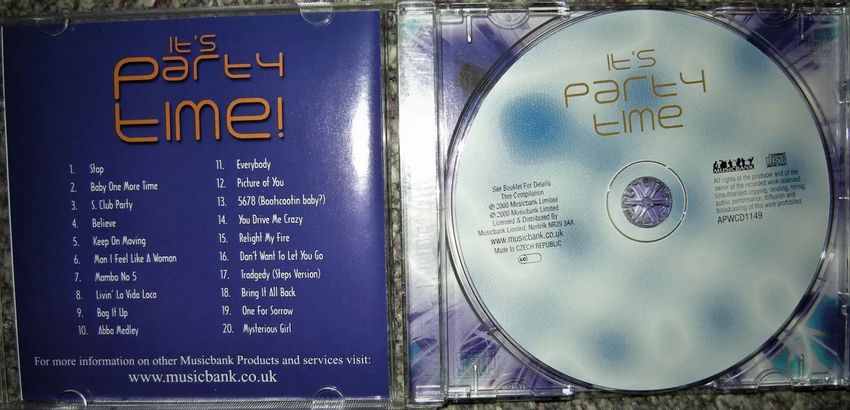 It's
Party
Time!
1. Stop
2. Baby One More Time
3. S. Club Party
4. Believe
5. Keep On Moving
6. Man I Feel Like A Woman
7. Mambo No 5
8. Livin' La Vida Loca
9. Bag It Up
10. Abba Medley
11. Everybody
12. Picture of You
13. 5678 (Bootscootin baby?)
14. You Drive Me Crazy
15. Relight My Fire
16. Don't Want To Let You Go
17. Tradgedy (Steps Version)
18. Bring It All Back
19. One For Sorrow
20. Mysterious Girl
For more information on other Musicbank Products and services visit:
www.musicbank.co.uk
It's
Party
Time
See Booklet For Details
This Compilation
℗ 2000 Musicbank Limited
© 2000 Musicbank Limited
Licensed & Distributed By
Musicbank Limited, Norfolk NR29 3AA
www.musicbank.co.uk
Made in CZECH REPUBLIC
MUSICBANK
All rights of the producer and of the
owner of the recorded work reserved.
Unauthorised copying, lending, hiring,
public performance, diffusion and
broadcasting of this work prohibited.
APWCD1149